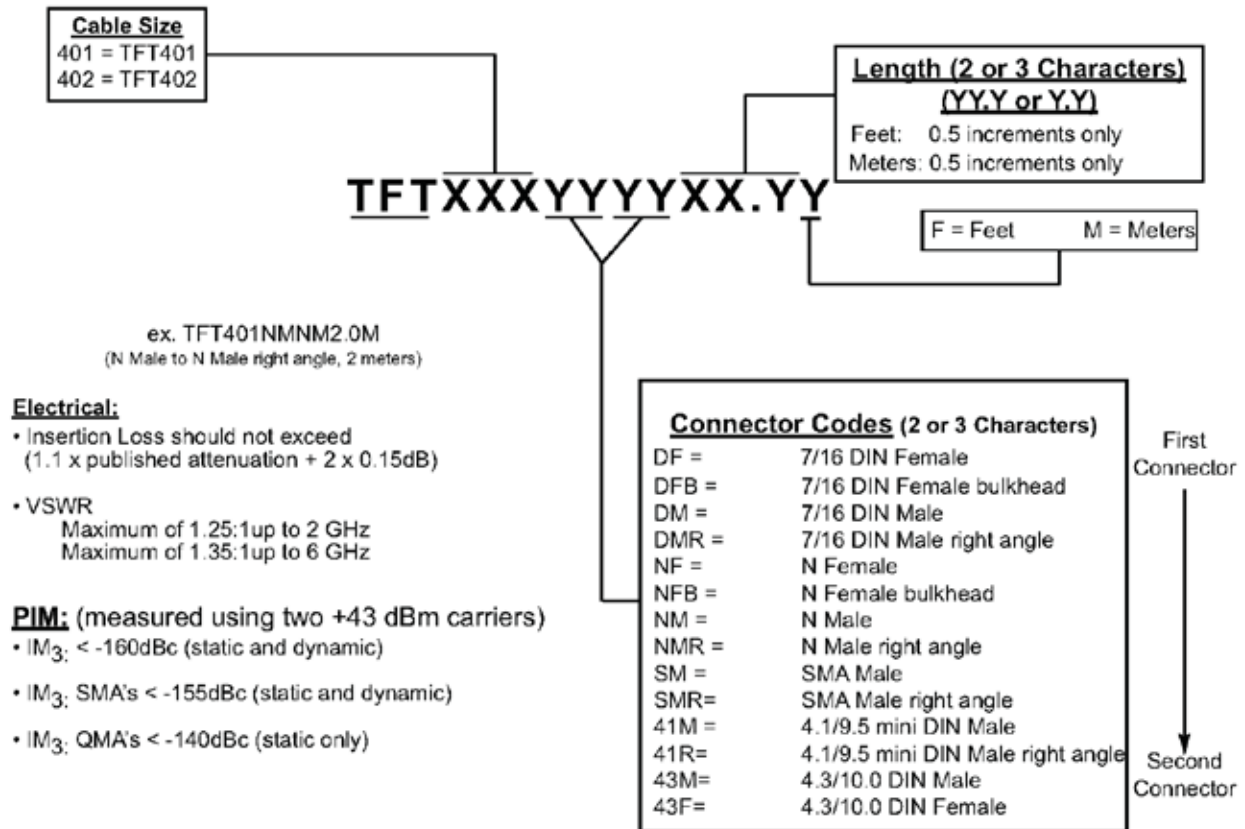 Cable Size
401 = TFT401
402 = TFT402
Length (2 or 3 Characters)
(YY.Y or Y.Y)
Feet: 0.5 increments only
Meters: 0.5 increments only
TFTXXXYYYYXX.YY
F = Feet M = Meters
ex. TFT401NMNM2.0M
(N Male to N Male right angle, 2 meters)
Electrical:
• Insertion Loss should not exceed
(1.1 x published attenuation + 2 x 0.15dB)
• VSWR
Maximum of 1.25:1up to 2 GHz
Maximum of 1.35:1up to 6 GHz
PIM: (measured using two +43 dBm carriers)
• IM3: < -160dBc (static and dynamic)
• IM3: SMA's < -155dBc (static and dynamic)
• IM3: QMA's < -140dBc (static only)
Connector Codes (2 or 3 Characters)
DF = 7/16 DIN Female
DFB = 7/16 DIN Female bulkhead
DM = 7/16 DIN Male
DMR = 7/16 DIN Male right angle
NF = N Female
NFB = N Female bulkhead
NM = N Male
NMR = N Male right angle
SM = SMA Male
SMR= SMA Male right angle
41M = 4.1/9.5 mini DIN Male
41R= 4.1/9.5 mini DIN Male right angle
43M= 4.3/10.0 DIN Male
43F= 4.3/10.0 DIN Female
First
Connector
Second
Connector